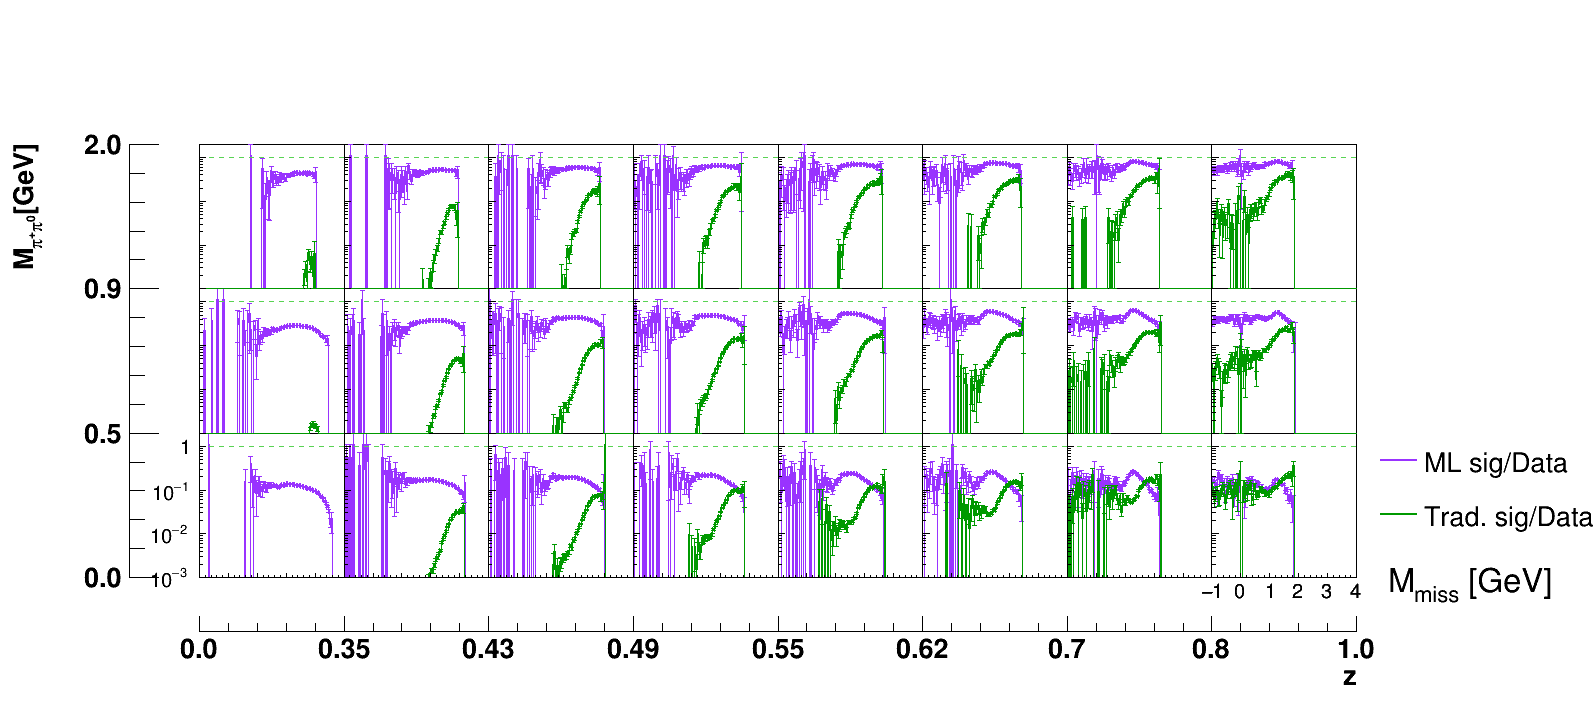 M_{π⁺π⁰}[GeV]
2.0
0.9
0.5
0.0
1
10⁻¹
10⁻²
10⁻³
ML sig/Data
Trad. sig/Data
M_{miss} [GeV]
−1 0 1 2 3 4
0.0 0.35 0.43 0.49 0.55 0.62 0.7 0.8 1.0
z